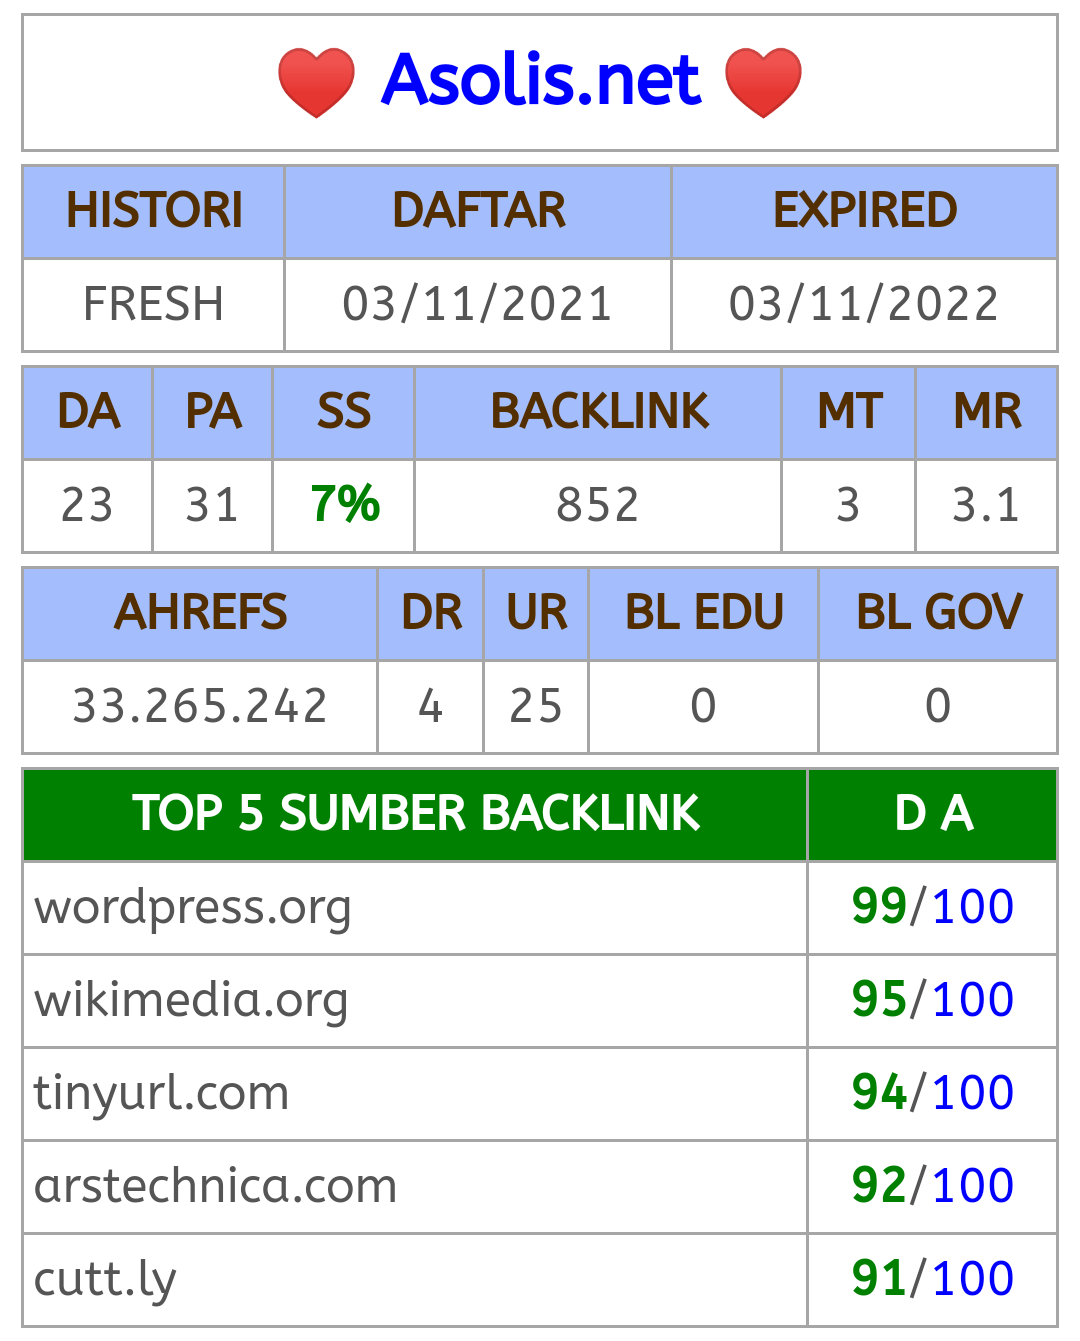 ❤️ Asolis.net ❤️
HISTORI DAFTAR EXPIRED
FRESH 03/11/2021 03/11/2022
DA PA SS BACKLINK MT MR
23 31 7% 852 3 3.1
AHREFS DR UR BL EDU BL GOV
33.265.242 4 25 0 0
TOP 5 SUMBER BACKLINK D A
wordpress.org 99/100
wikimedia.org 95/100
tinyurl.com 94/100
arstechnica.com 92/100
cutt.ly 91/100